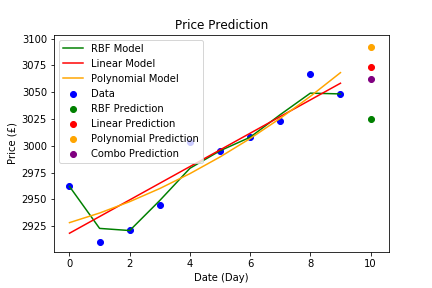 Price Prediction
3100
3075
3050
3025
3000
2975
2950
2925
Price (£)
RBF Model
Linear Model
Polynomial Model
Data
RBF Prediction
Linear Prediction
Polynomial Prediction
Combo Prediction
0
2
4
6
8
10
Date (Day)